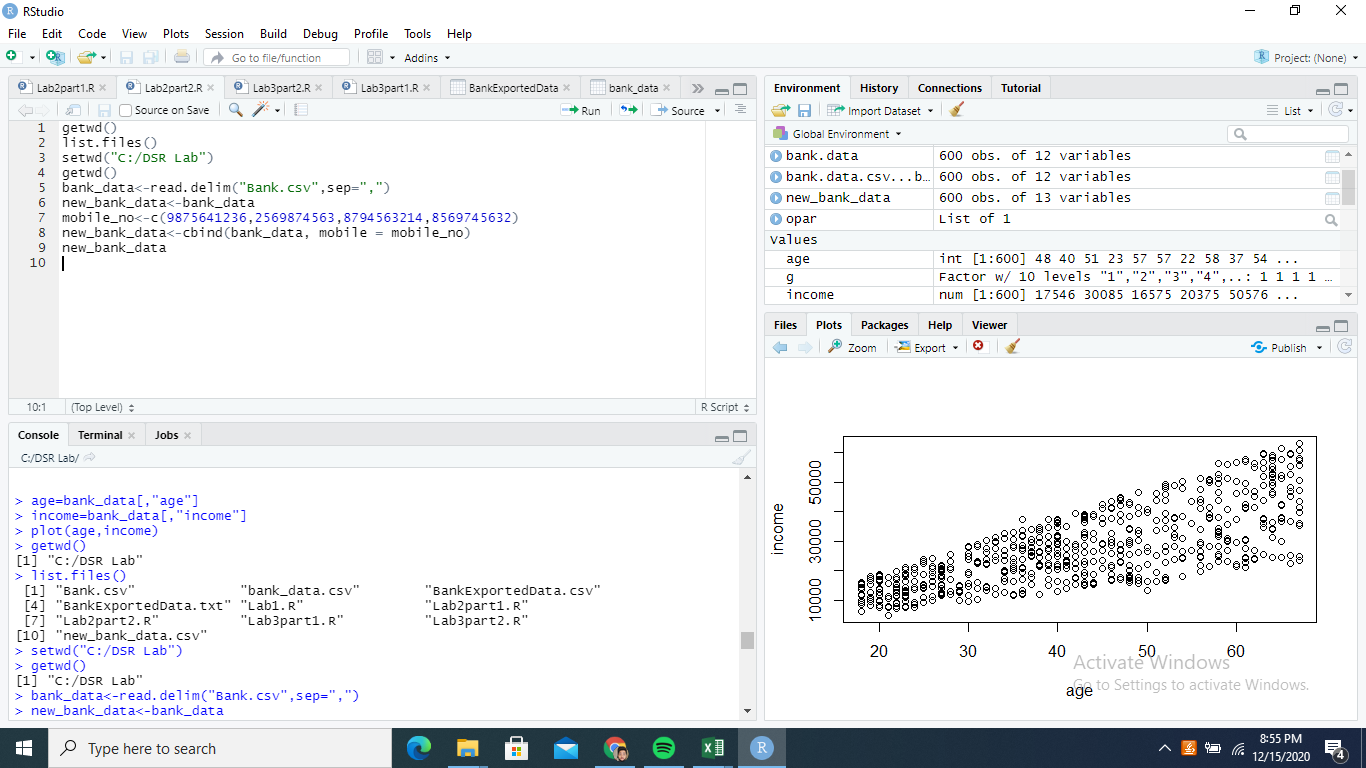 RStudio
File Edit Code View Plots Session Build Debug Profile Tools Help
Go to file/function Addins Project: (None)
Lab2part1.R Lab2part2.R Lab3part2.R Lab3part1.R BankExportedData bank_data
Source on Save Run Source
1 getwd()
2 list.files()
3 setwd("C:/DSR Lab")
4 getwd()
5 bank_data<-read.delim("Bank.csv",sep=",")
6 new_bank_data<-bank_data
7 mobile_no<-c(9875641236,2569874563,8794563214,8569745632)
8 new_bank_data<-cbind(bank_data, mobile = mobile_no)
9 new_bank_data
10
10:1 (Top Level) R Script
Console Terminal Jobs
C:/DSR Lab/
> age=bank_data[,"age"]
> income=bank_data[,"income"]
> plot(age,income)
> getwd()
[1] "C:/DSR Lab"
> list.files()
[1] "Bank.csv" "bank_data.csv" "BankExportedData.csv"
[4] "BankExportedData.txt" "Lab1.R" "Lab2part1.R"
[7] "Lab2part2.R" "Lab3part1.R" "Lab3part2.R"
[10] "new_bank_data.csv"
> setwd("C:/DSR Lab")
> getwd()
[1] "C:/DSR Lab"
> bank_data<-read.delim("Bank.csv",sep=",")
> new_bank_data<-bank_data
Environment History Connections Tutorial
Import Dataset List
Global Environment
bank.data 600 obs. of 12 variables
bank.data.csv...b… 600 obs. of 12 variables
new_bank_data 600 obs. of 13 variables
opar List of 1
Values
age int [1:600] 48 40 51 23 57 57 22 58 37 54 ...
g Factor w/ 10 levels "1","2","3","4",..: 1 1 1 1 …
income num [1:600] 17546 30085 16575 20375 50576 ...
Files Plots Packages Help Viewer
Zoom Export Publish
income
50000
30000
10000
20 30 40 50 60
age
Activate Windows
Go to Settings to activate Windows.
Type here to search
8:55 PM
12/15/2020
4